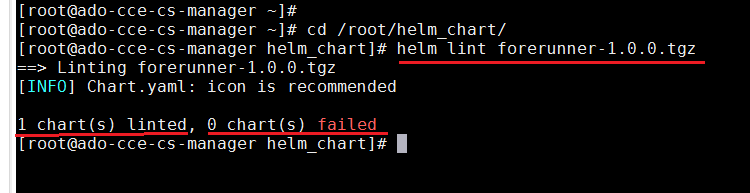 [root@ado-cce-cs-manager ~]#
[root@ado-cce-cs-manager ~]# cd /root/helm_chart/
[root@ado-cce-cs-manager helm_chart]# helm lint forerunner-1.0.0.tgz
==> Linting forerunner-1.0.0.tgz
[INFO] Chart.yaml: icon is recommended
1 chart(s) linted, 0 chart(s) failed
[root@ado-cce-cs-manager helm_chart]#